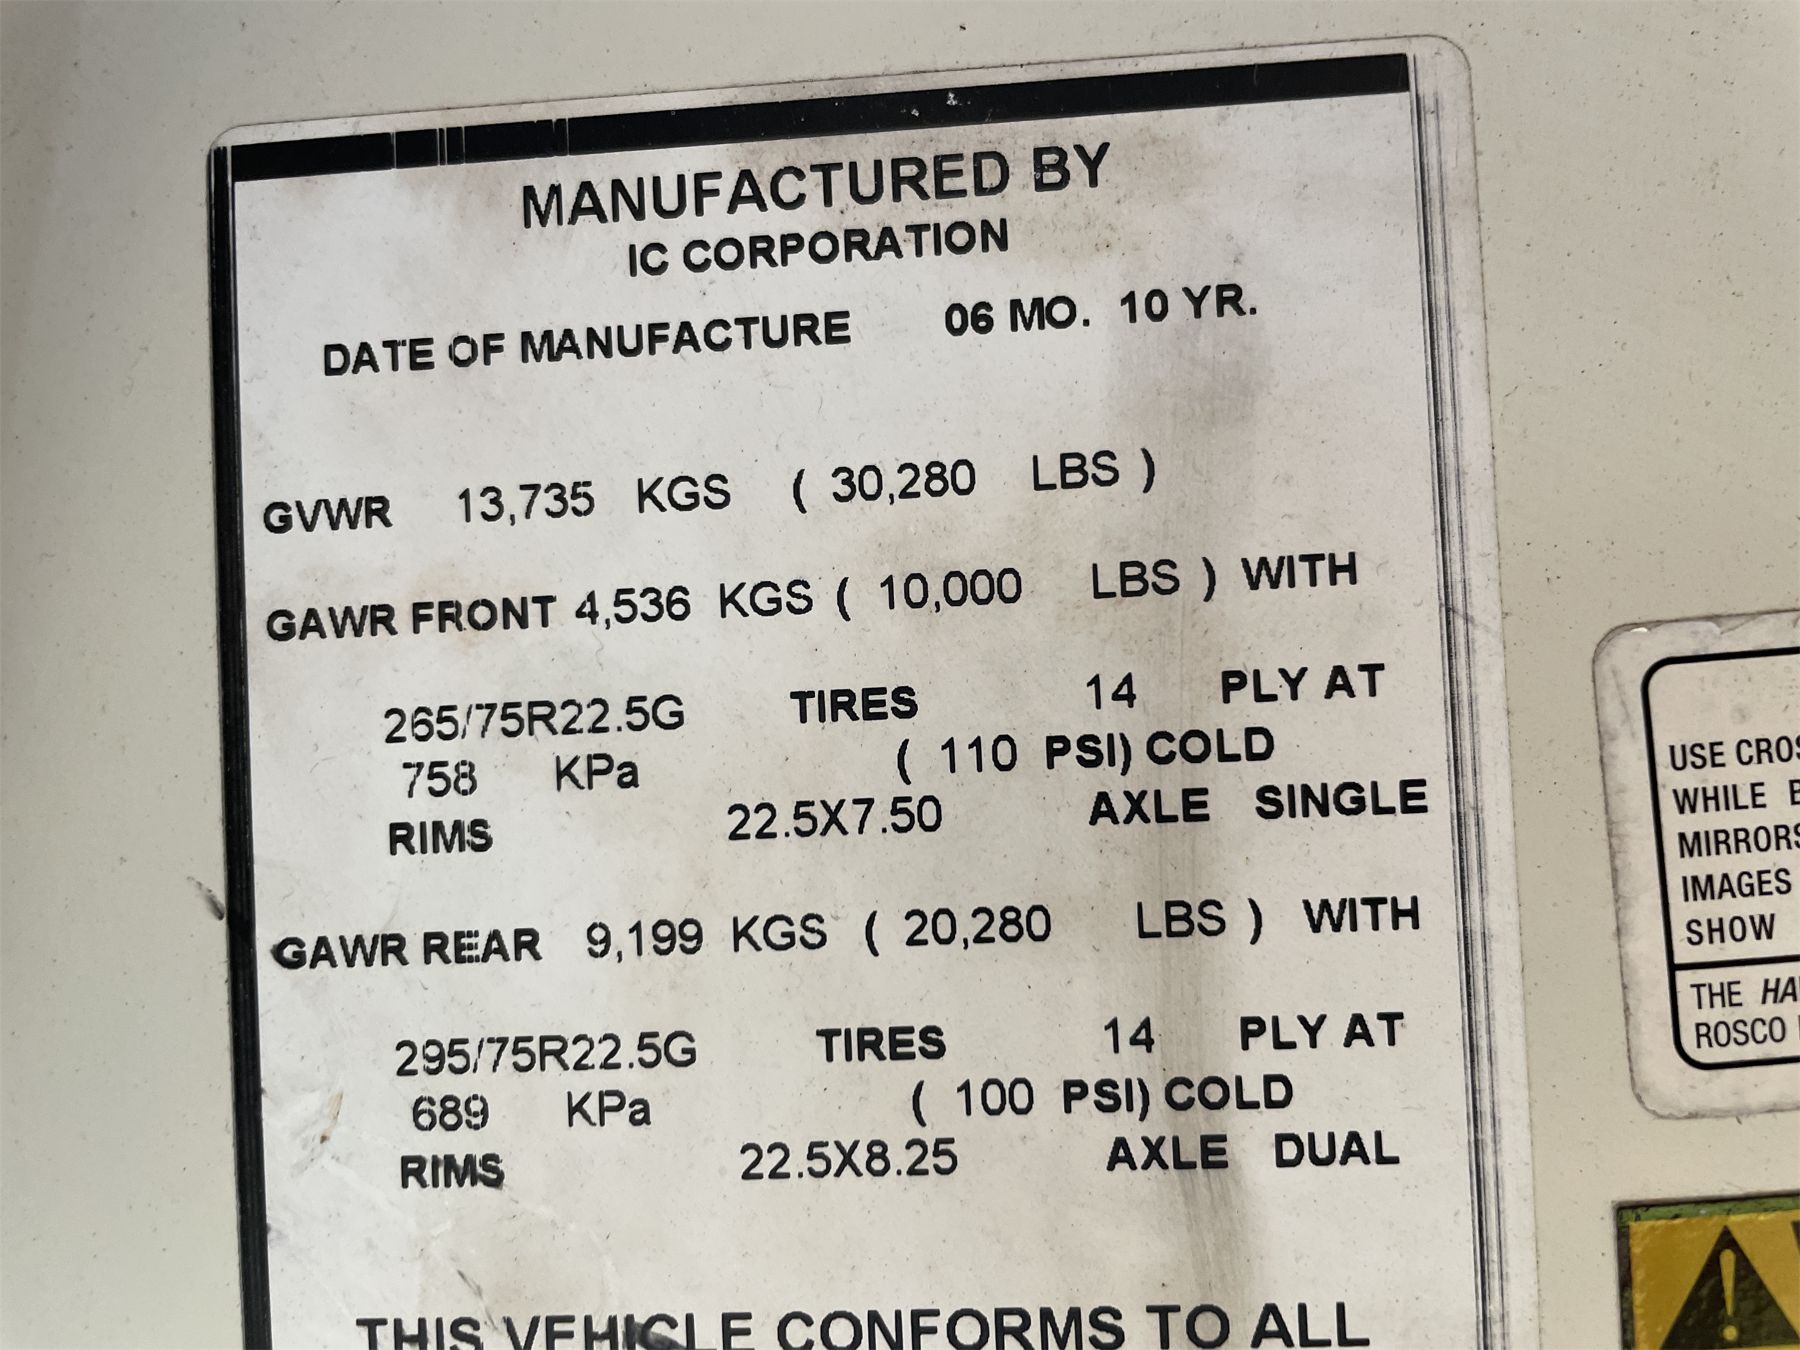 MANUFACTURED BY
IC CORPORATION
DATE OF MANUFACTURE 06 MO. 10 YR.
GVWR 13,735 KGS ( 30,280 LBS )
GAWR FRONT 4,536 KGS ( 10,000 LBS ) WITH
265/75R22.5G TIRES 14 PLY AT
758 KPa ( 110 PSI) COLD
RIMS 22.5X7.50 AXLE SINGLE
GAWR REAR 9,199 KGS ( 20,280 LBS ) WITH
295/75R22.5G TIRES 14 PLY AT
689 KPa ( 100 PSI) COLD
RIMS 22.5X8.25 AXLE DUAL
THIS VEHICLE CONFORMS TO ALL
USE
WHILE
MIRRORS
IMAGES
SHOW
THE
ROSCO